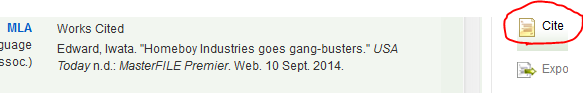 MLA
guage
ssoc.)
Works Cited
Edward, Iwata. "Homeboy Industries goes gang-busters." USA
Today n.d.: MasterFILE Premier. Web. 10 Sept. 2014.
Cite
Expo